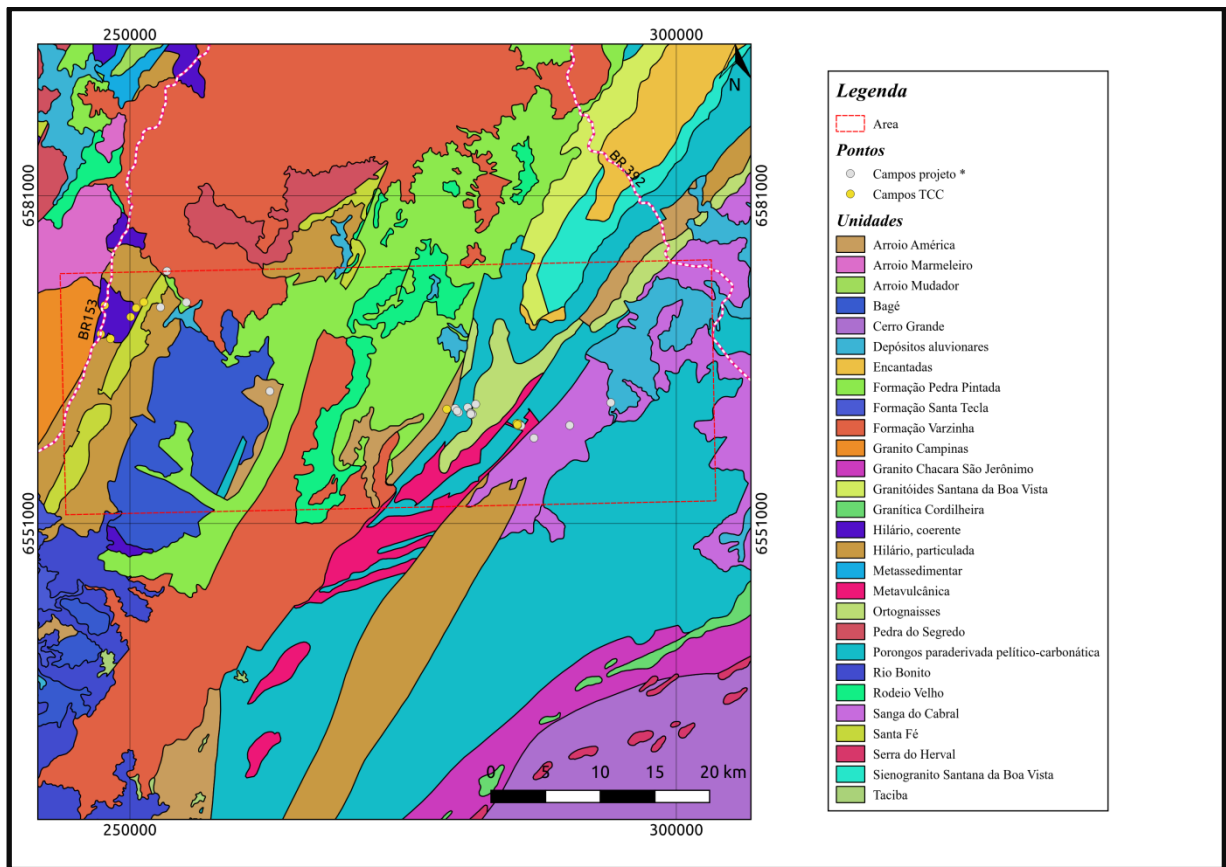 250000
300000
N
BR392
6581000
6581000
BR153
6551000
6551000
0
5
10
15
20 km
250000
300000
Legenda
Area
Pontos
Campos projeto *
Campos TCC
Unidades
Arroio América
Arroio Marmeleiro
Arroio Mudador
Bagé
Cerro Grande
Depósitos aluvionares
Encantadas
Formação Pedra Pintada
Formação Santa Tecla
Formação Varzinha
Granito Campinas
Granito Chacara São Jerônimo
Granitóides Santana da Boa Vista
Granítica Cordilheira
Hilário, coerente
Hilário, particulada
Metassedimentar
Metavulcânica
Ortognaisses
Pedra do Segredo
Porongos paraderivada pelítico-carbonática
Rio Bonito
Rodeio Velho
Sanga do Cabral
Santa Fé
Serra do Herval
Sienogranito Santana da Boa Vista
Taciba